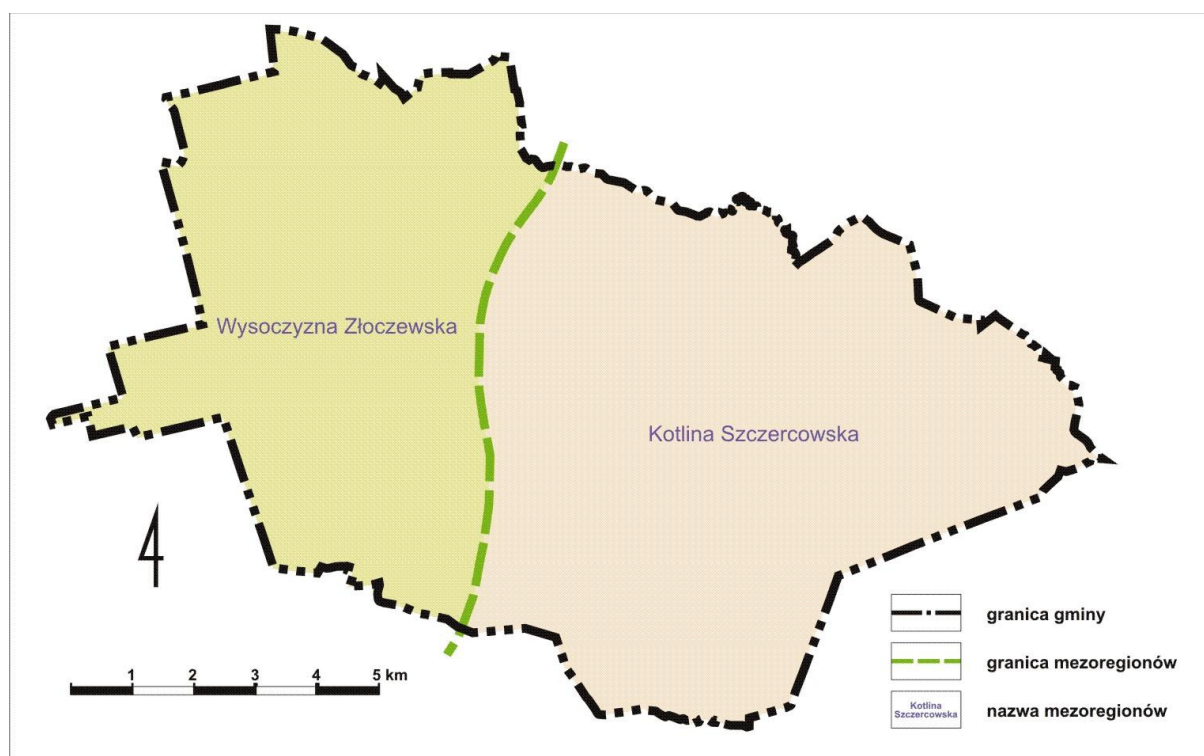 Wysoczyzna Złoczewska
Kotlina Szczercowska
1 2 3 4 5 km
granica gminy
granica mezoregionów
Kotlina
Szczercowska
nazwa mezoregionów